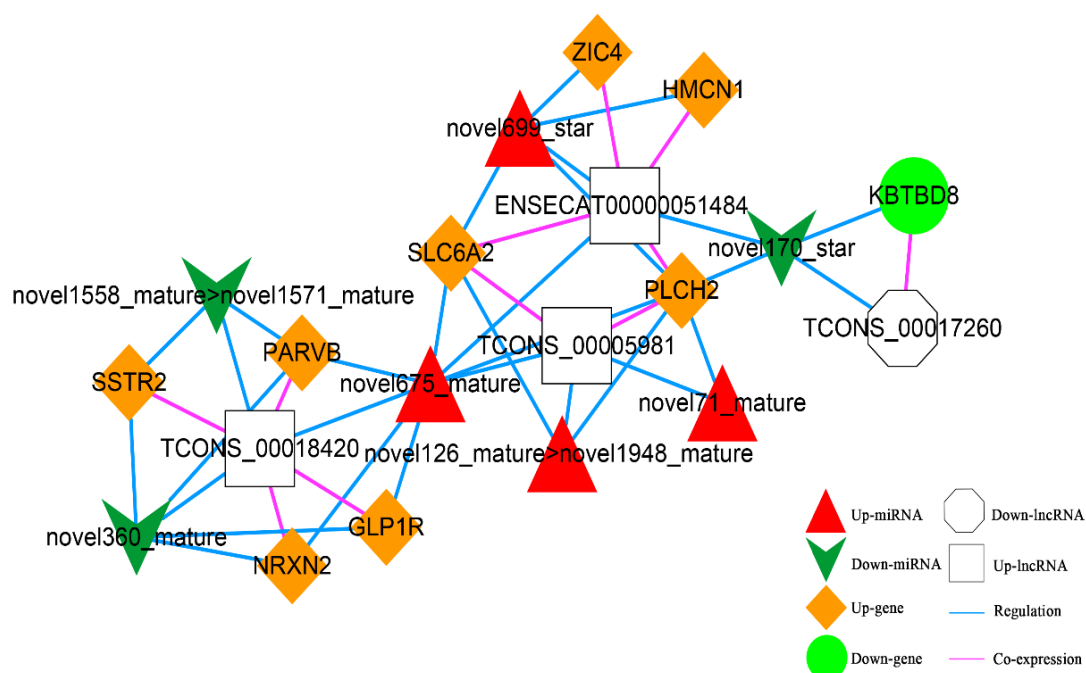 ZIC4
HMCN1
novel699_star
KBTBD8
ENSECAT00000051484
SLC6A2
novel170_star
PLCH2
novel1558_mature>novel1571_mature
TCONS_00017260
PARVB
TCONS_00005981
SSTR2
novel675_mature
novel71_mature
TCONS_00018420
novel126_mature>novel1948_mature
GLP1R
novel360_mature
NRXN2
Up-miRNA
Down-lncRNA
Down-miRNA
Up-lncRNA
Up-gene
Regulation
Down-gene
Co-expression